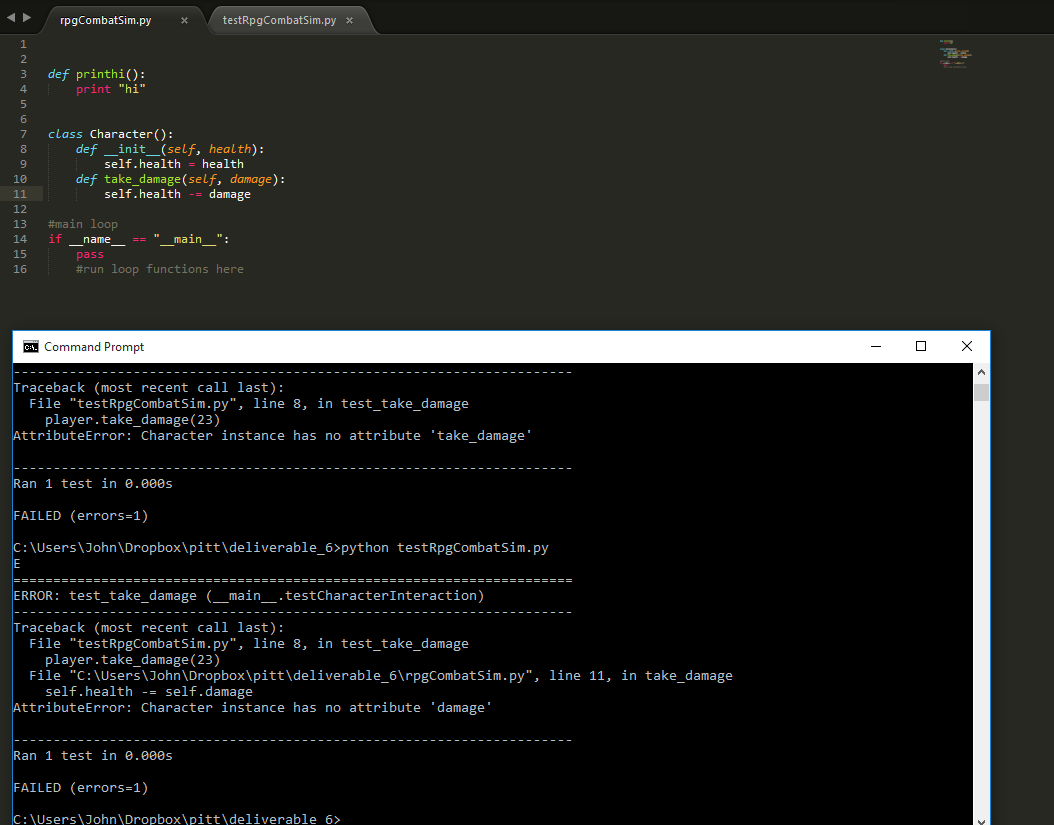 rpgCombatSim.py × testRpgCombatSim.py ×
1
2
3 def printhi():
4     print "hi"
5
6
7 class Character():
8     def __init__(self, health):
9         self.health = health
10     def take_damage(self, damage):
11         self.health -= damage
12
13 #main loop
14 if __name__ == "__main__":
15     pass
16     #run loop functions here
Command Prompt
----------------------------------------------------------------------
Traceback (most recent call last):
  File "testRpgCombatSim.py", line 8, in test_take_damage
    player.take_damage(23)
AttributeError: Character instance has no attribute 'take_damage'
----------------------------------------------------------------------
Ran 1 test in 0.000s
FAILED (errors=1)
C:\Users\John\Dropbox\pitt\deliverable_6>python testRpgCombatSim.py
E
======================================================================
ERROR: test_take_damage (__main__.testCharacterInteraction)
----------------------------------------------------------------------
Traceback (most recent call last):
  File "testRpgCombatSim.py", line 8, in test_take_damage
    player.take_damage(23)
  File "C:\Users\John\Dropbox\pitt\deliverable_6\rpgCombatSim.py", line 11, in take_damage
    self.health -= self.damage
AttributeError: Character instance has no attribute 'damage'
----------------------------------------------------------------------
Ran 1 test in 0.000s
FAILED (errors=1)
C:\Users\John\Dropbox\pitt\deliverable_6>